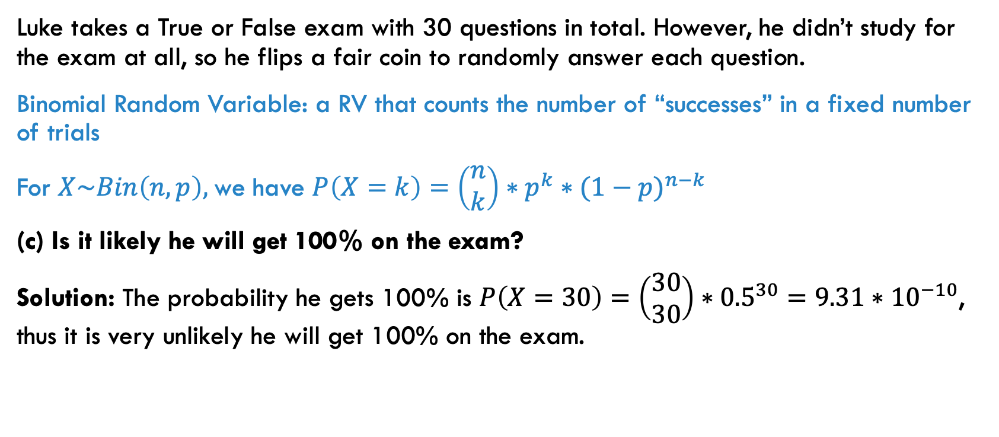 Luke takes a True or False exam with 30 questions in total. However, he didn’t study for
the exam at all, so he flips a fair coin to randomly answer each question.
Binomial Random Variable: a RV that counts the number of “successes” in a fixed number
of trials
For X~Bin(n, p), we have P(X = k) = (n k) * p^k * (1 − p)^{n−k}
(c) Is it likely he will get 100% on the exam?
Solution: The probability he gets 100% is P(X = 30) = (30 30) * 0.5^30 = 9.31 * 10^{−10},
thus it is very unlikely he will get 100% on the exam.